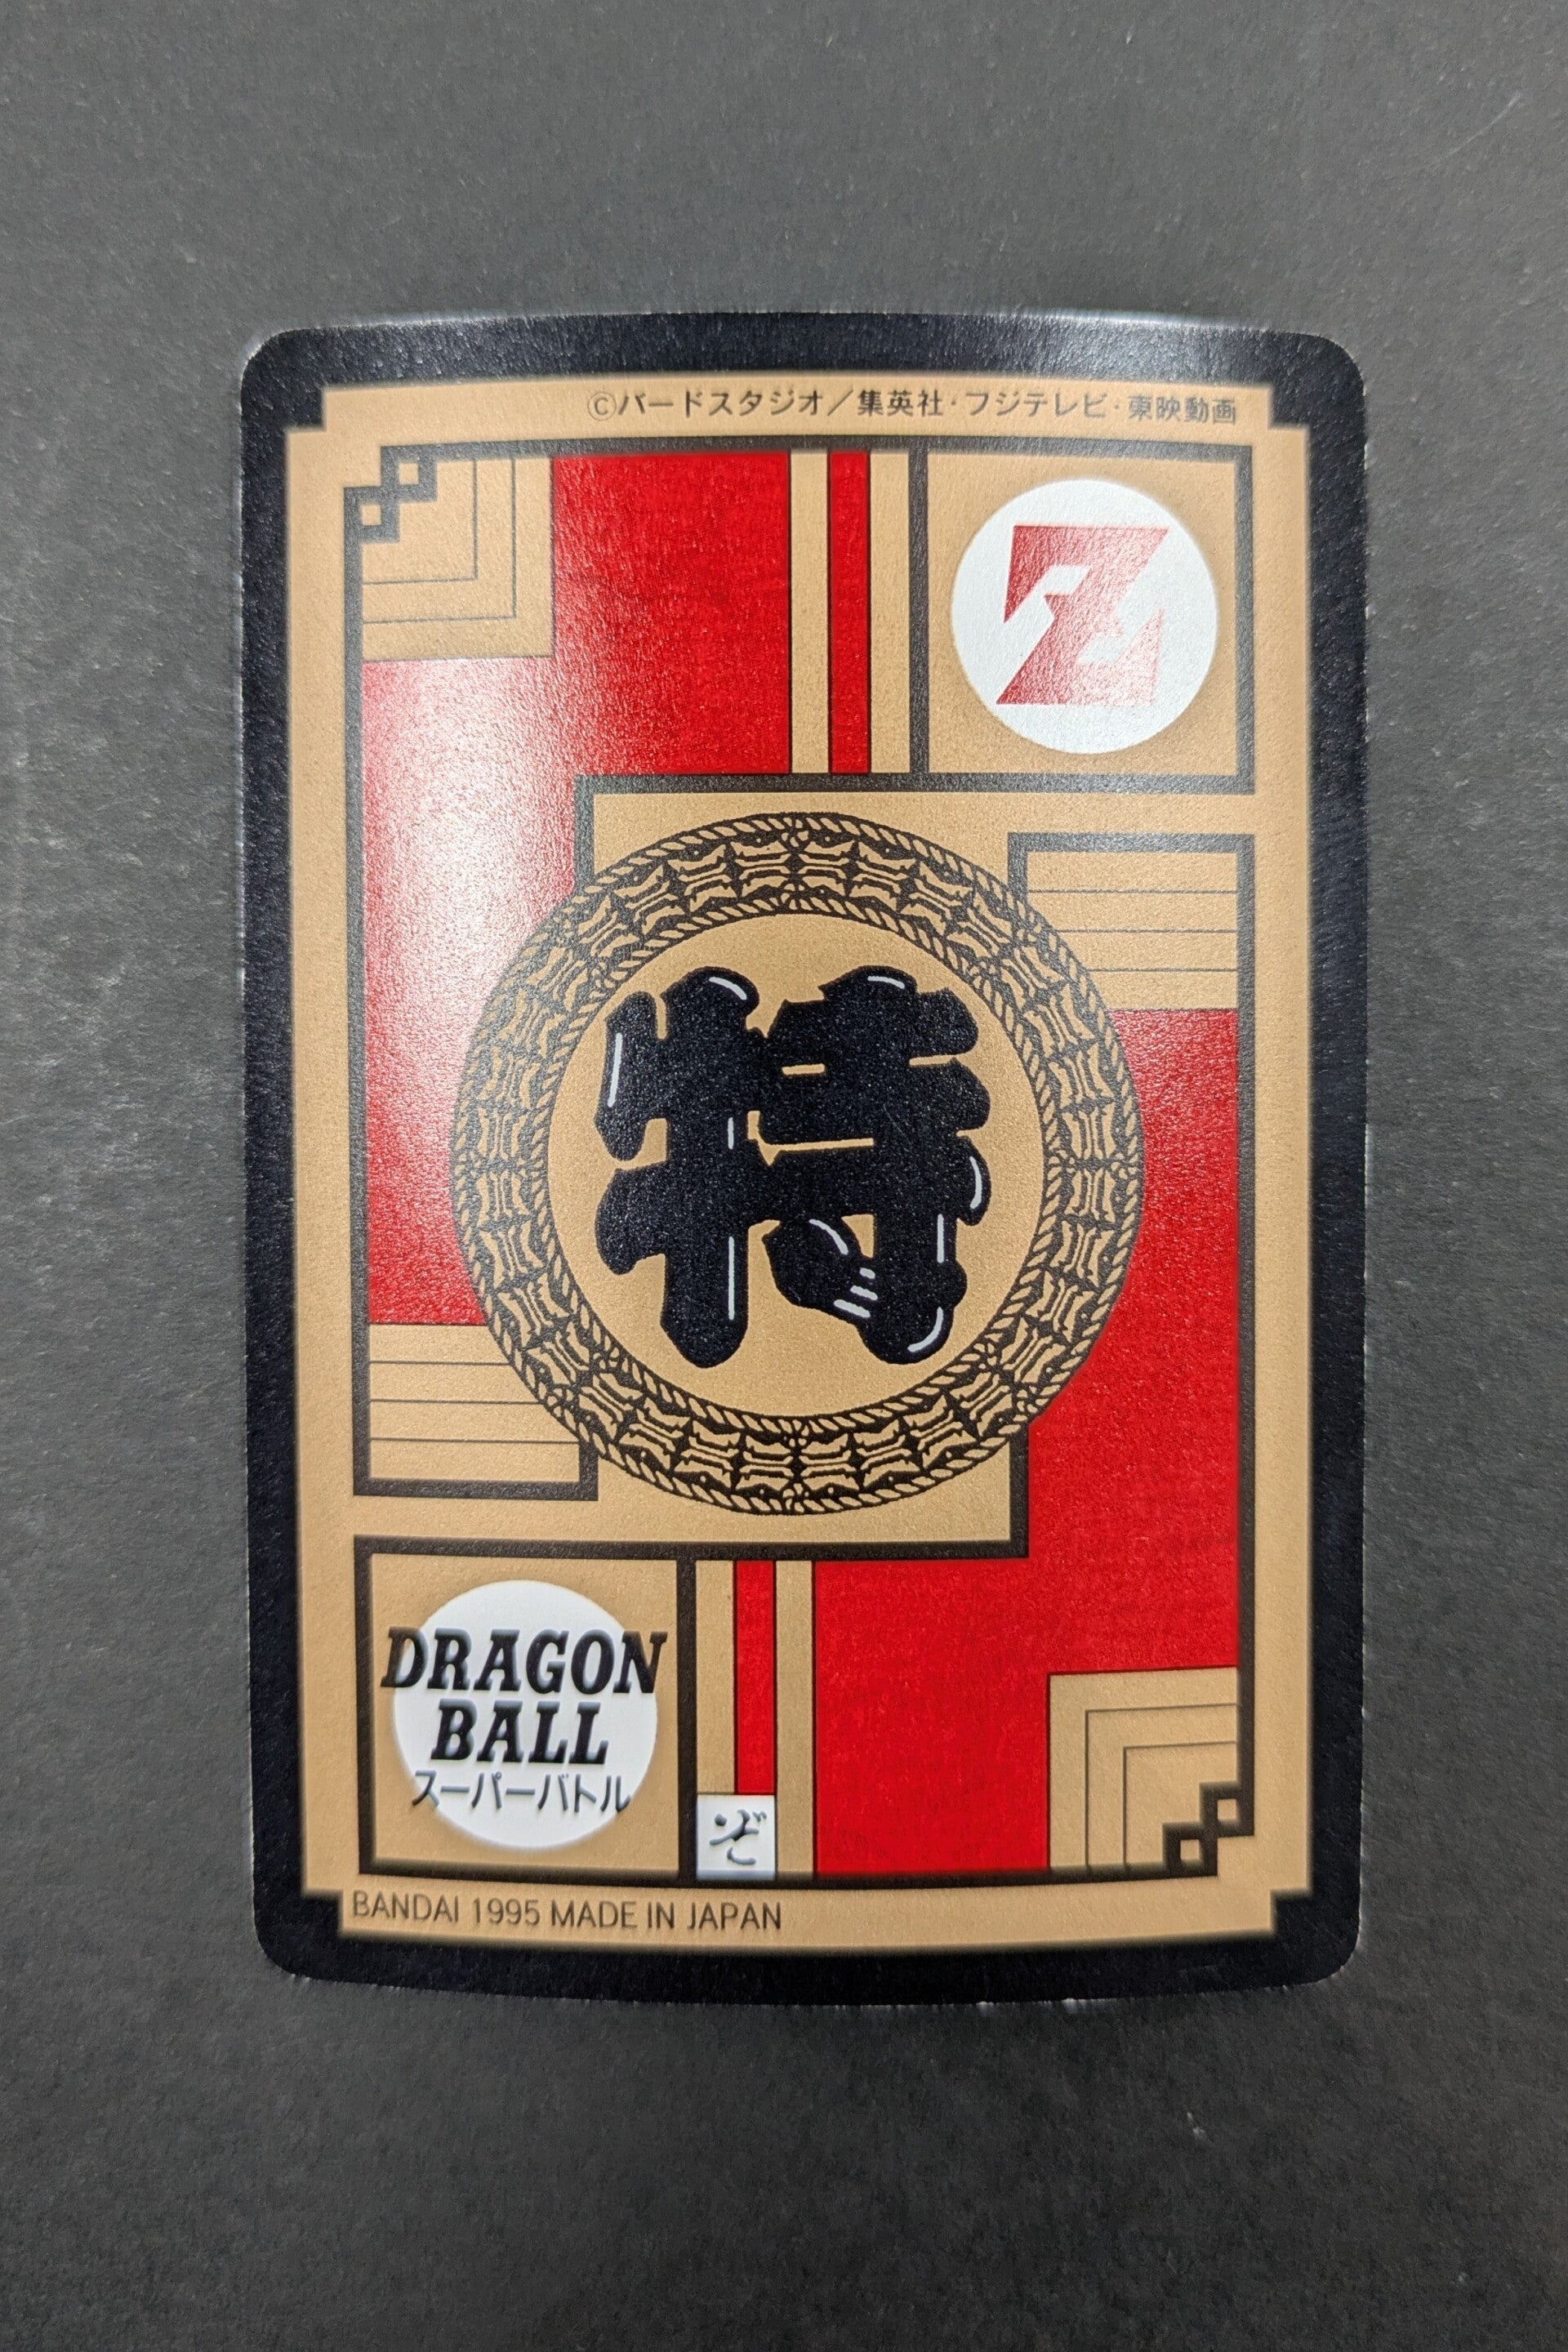 ©バードスタジオ／集英社・フジテレビ・東映動画
Z
特
DRAGON
BALL
スーパーバトル
ぞ
BANDAI 1995 MADE IN JAPAN